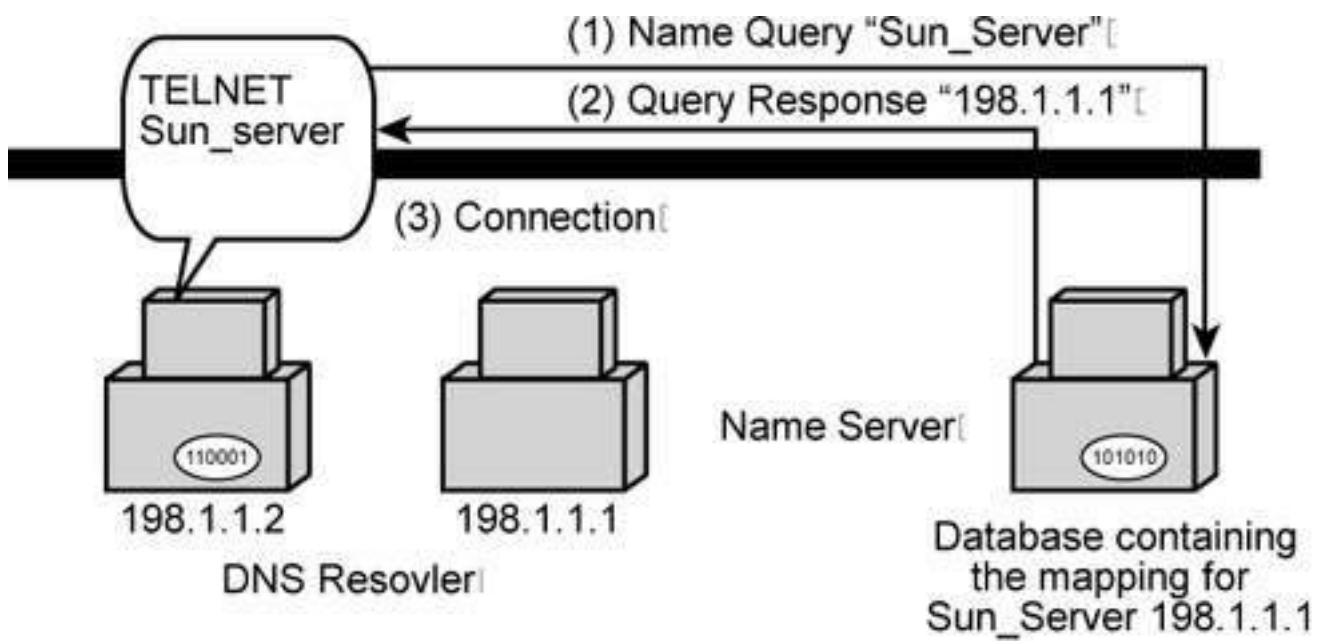 (1) Name Query “Sun_Server”
TELNET
Sun_server
(2) Query Response “198.1.1.1”
(3) Connection
110001
101010
Name Server
198.1.1.2
198.1.1.1
DNS Resovler
Database containing
the mapping for
Sun_Server 198.1.1.1